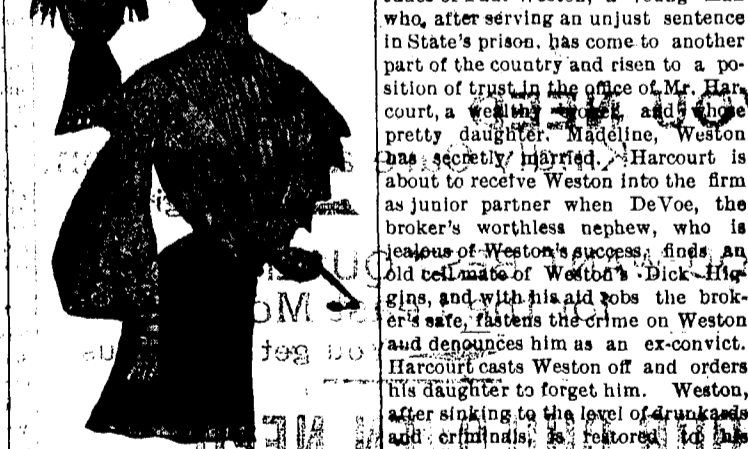 who, after serving an unjust sentence
in State's prison, has come to another
part of the country and risen to a po-
sition of trust in the office of Mr. Har-
court, a wealthy broker, and whose
pretty daughter, Madeline, Weston
has secretly married. Harcourt is
about to receive Weston into the firm
as junior partner when DeVoe, the
broker's worthless nephew, who is
jealous of Weston's success, finds an
old cell mate of Weston's Dick Hig-
gins, and with his aid robs the brok-
er's safe, fastens the crime on Weston
and denounces him as an ex-convict.
Harcourt casts Weston off and orders
his daughter to forget him. Weston,
after sinking to the level of drunkards
and criminals, is restored to his